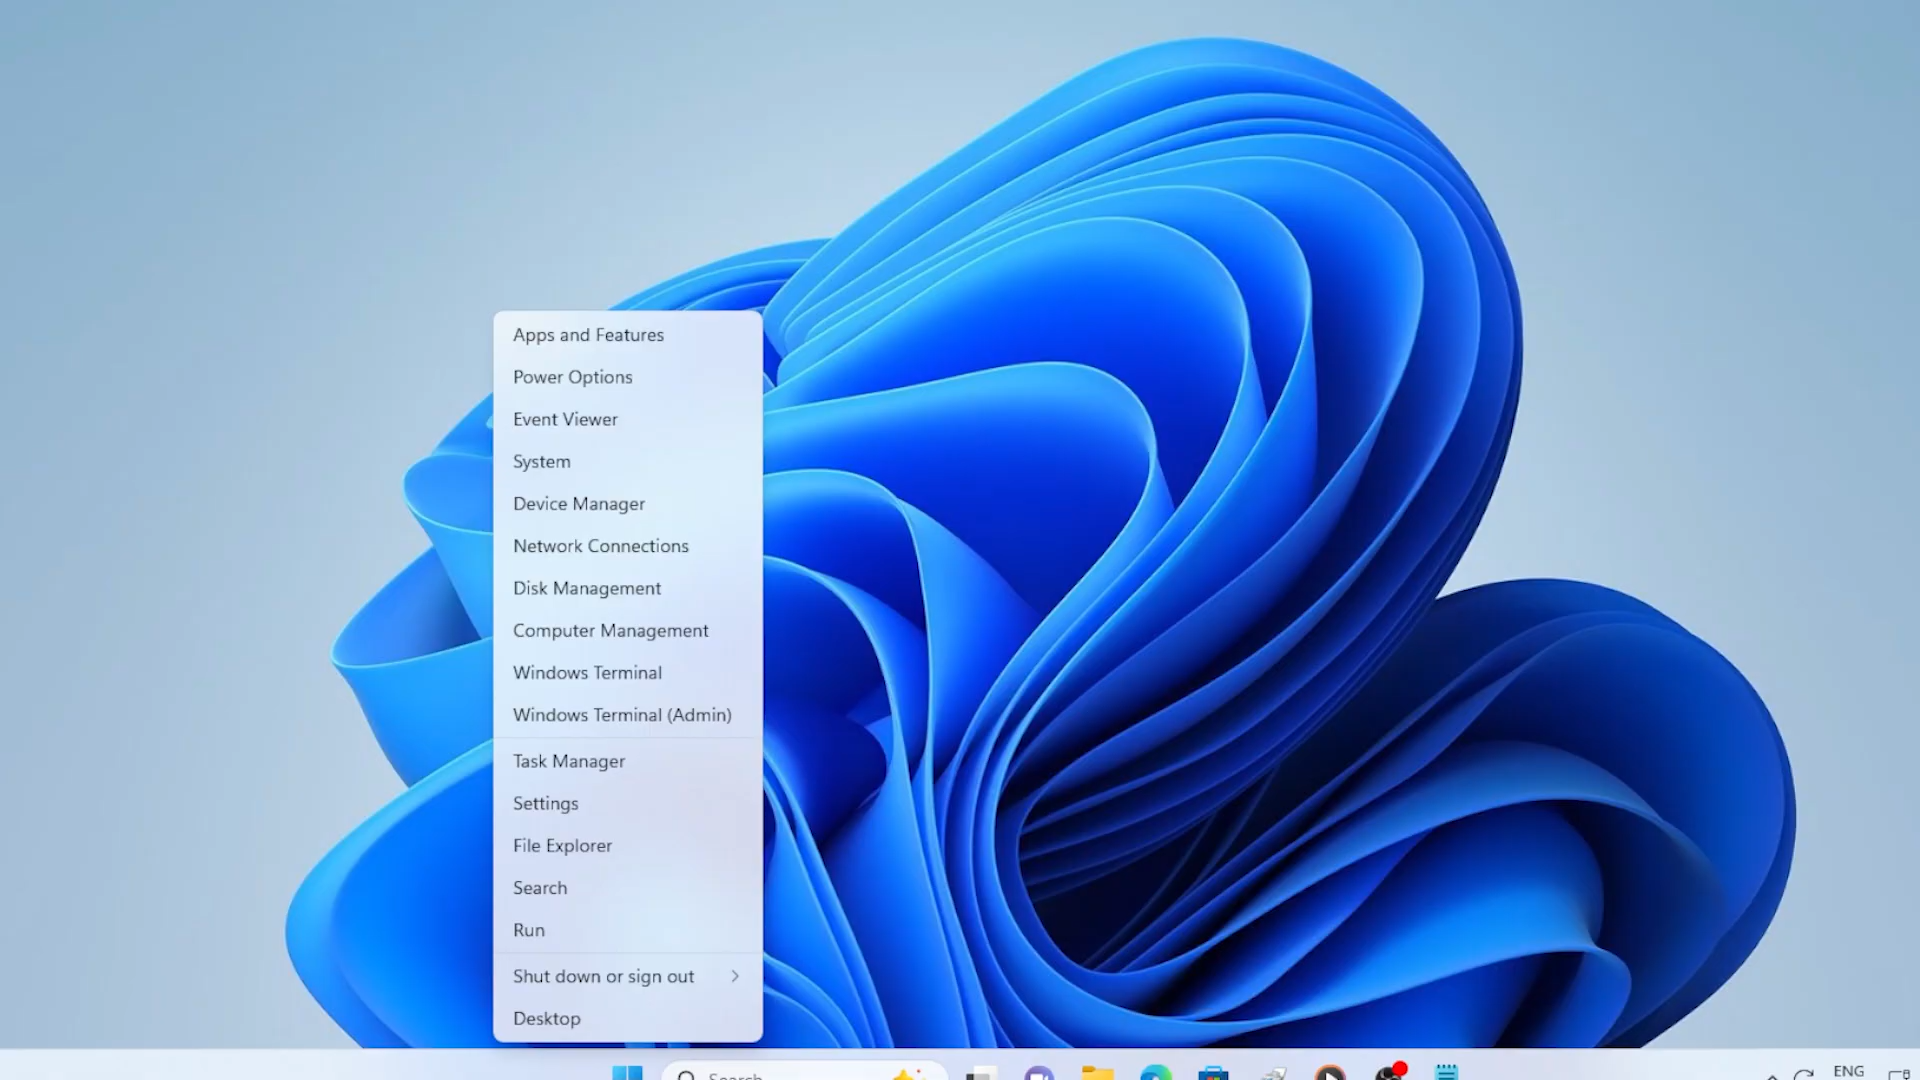 Apps and Features
Power Options
Event Viewer
System
Device Manager
Network Connections
Disk Management
Computer Management
Windows Terminal
Windows Terminal (Admin)
Task Manager
Settings
File Explorer
Search
Run
Shut down or sign out
Desktop
Search
ENG